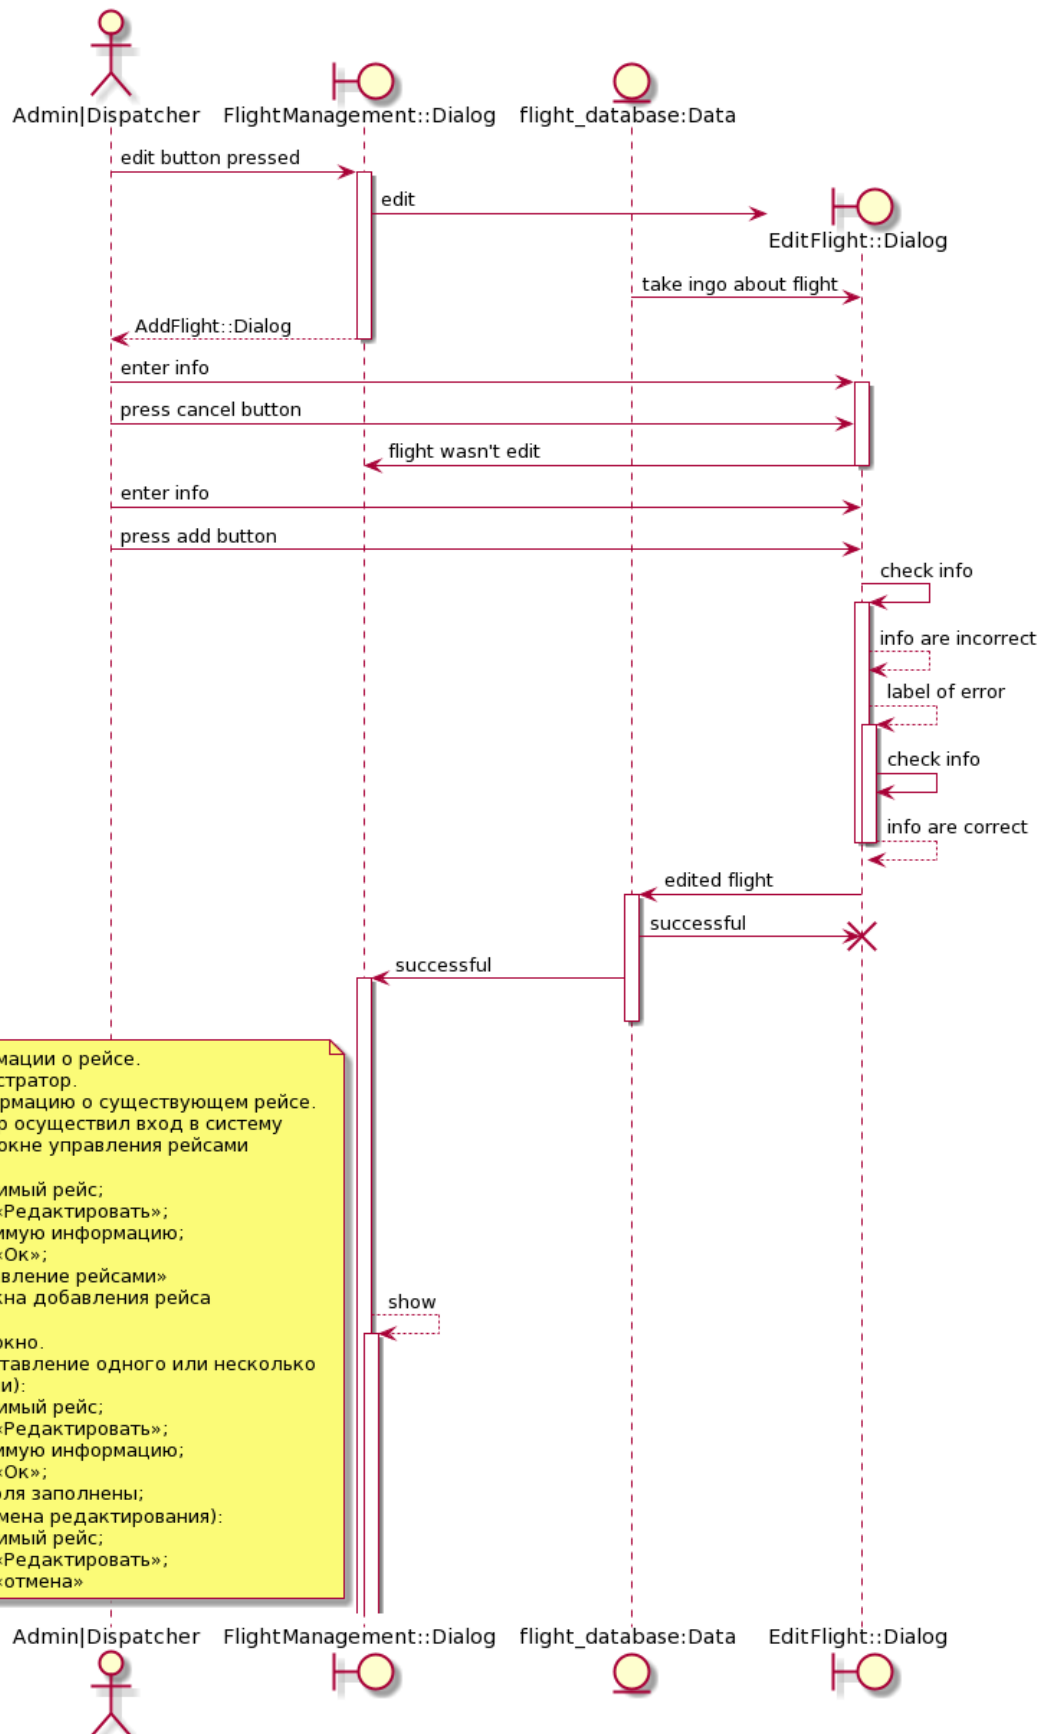 Admin|Dispatcher
FlightManagement::Dialog
flight_database:Data
edit button pressed
edit
EditFlight::Dialog
take ingo about flight
AddFlight::Dialog
enter info
press cancel button
flight wasn't edit
enter info
press add button
check info
info are incorrect
label of error
check info
info are correct
edited flight
successful
successful
мации о рейсе.
стратор.
рмацию о существующем рейсе.
р осуществил вход в систему
окне управления рейсами
имый рейс;
«Редактировать»;
имую информацию;
«Ок»;
вление рейсами»
кна добавления рейса
show
окно.
тавление одного или несколько
и):
имый рейс;
«Редактировать»;
имую информацию;
«Ок»;
оля заполнены;
мена редактирования):
имый рейс;
«Редактировать»;
«отмена»
Admin|Dispatcher
FlightManagement::Dialog
flight_database:Data
EditFlight::Dialog